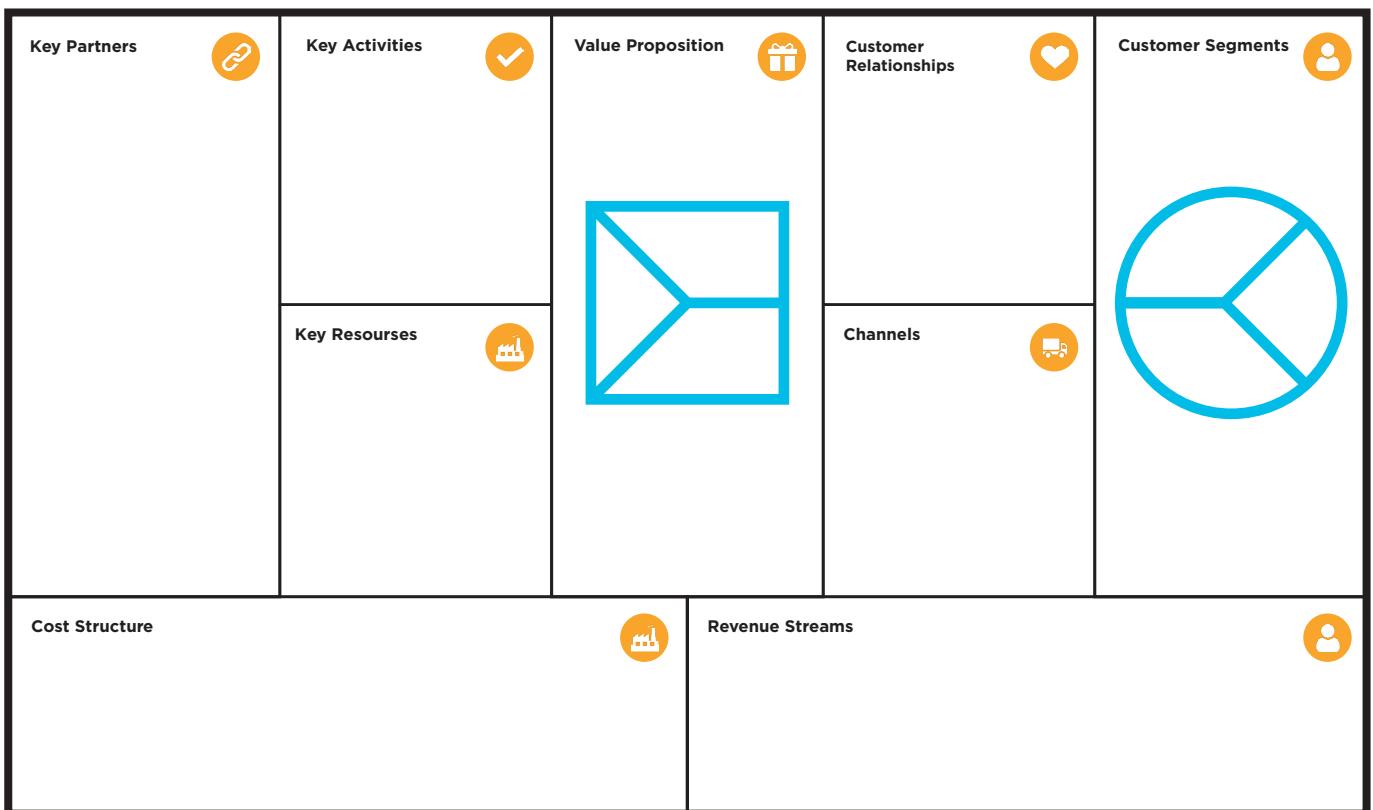 Key Partners
Key Activities
Value Proposition
Customer
Relationships
Customer Segments
Key Resourses
Channels
Cost Structure
Revenue Streams